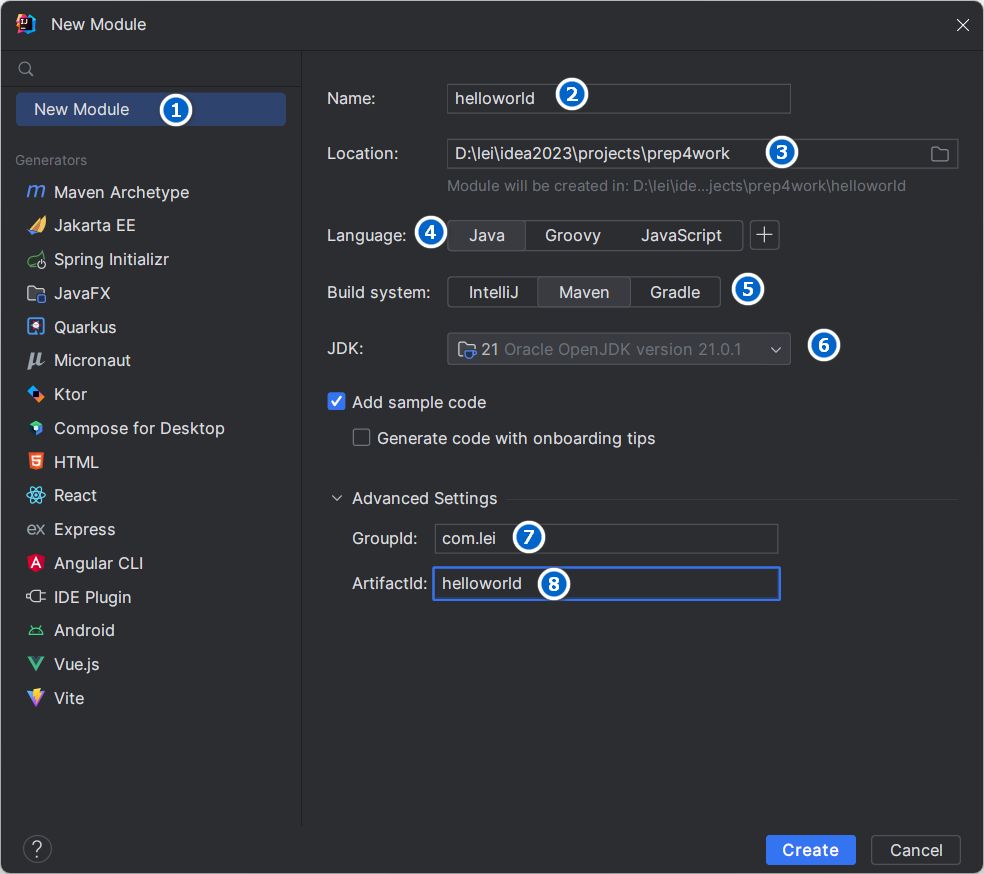 New Module
New Module 1
Generators
Maven Archetype
Jakarta EE
Spring Initializr
JavaFX
Quarkus
Micronaut
Ktor
Compose for Desktop
HTML
React
Express
Angular CLI
IDE Plugin
Android
Vue.js
Vite
Name: helloworld 2
Location: D:\lei\idea2023\projects\prep4work 3
Module will be created in: D:\lei\ide...jects\prep4work\helloworld
Language: 4 Java Groovy JavaScript +
Build system: IntelliJ Maven Gradle 5
JDK: 21 Oracle OpenJDK version 21.0.1 6
Add sample code
Generate code with onboarding tips
Advanced Settings
GroupId: com.lei 7
ArtifactId: helloworld 8
? Create Cancel